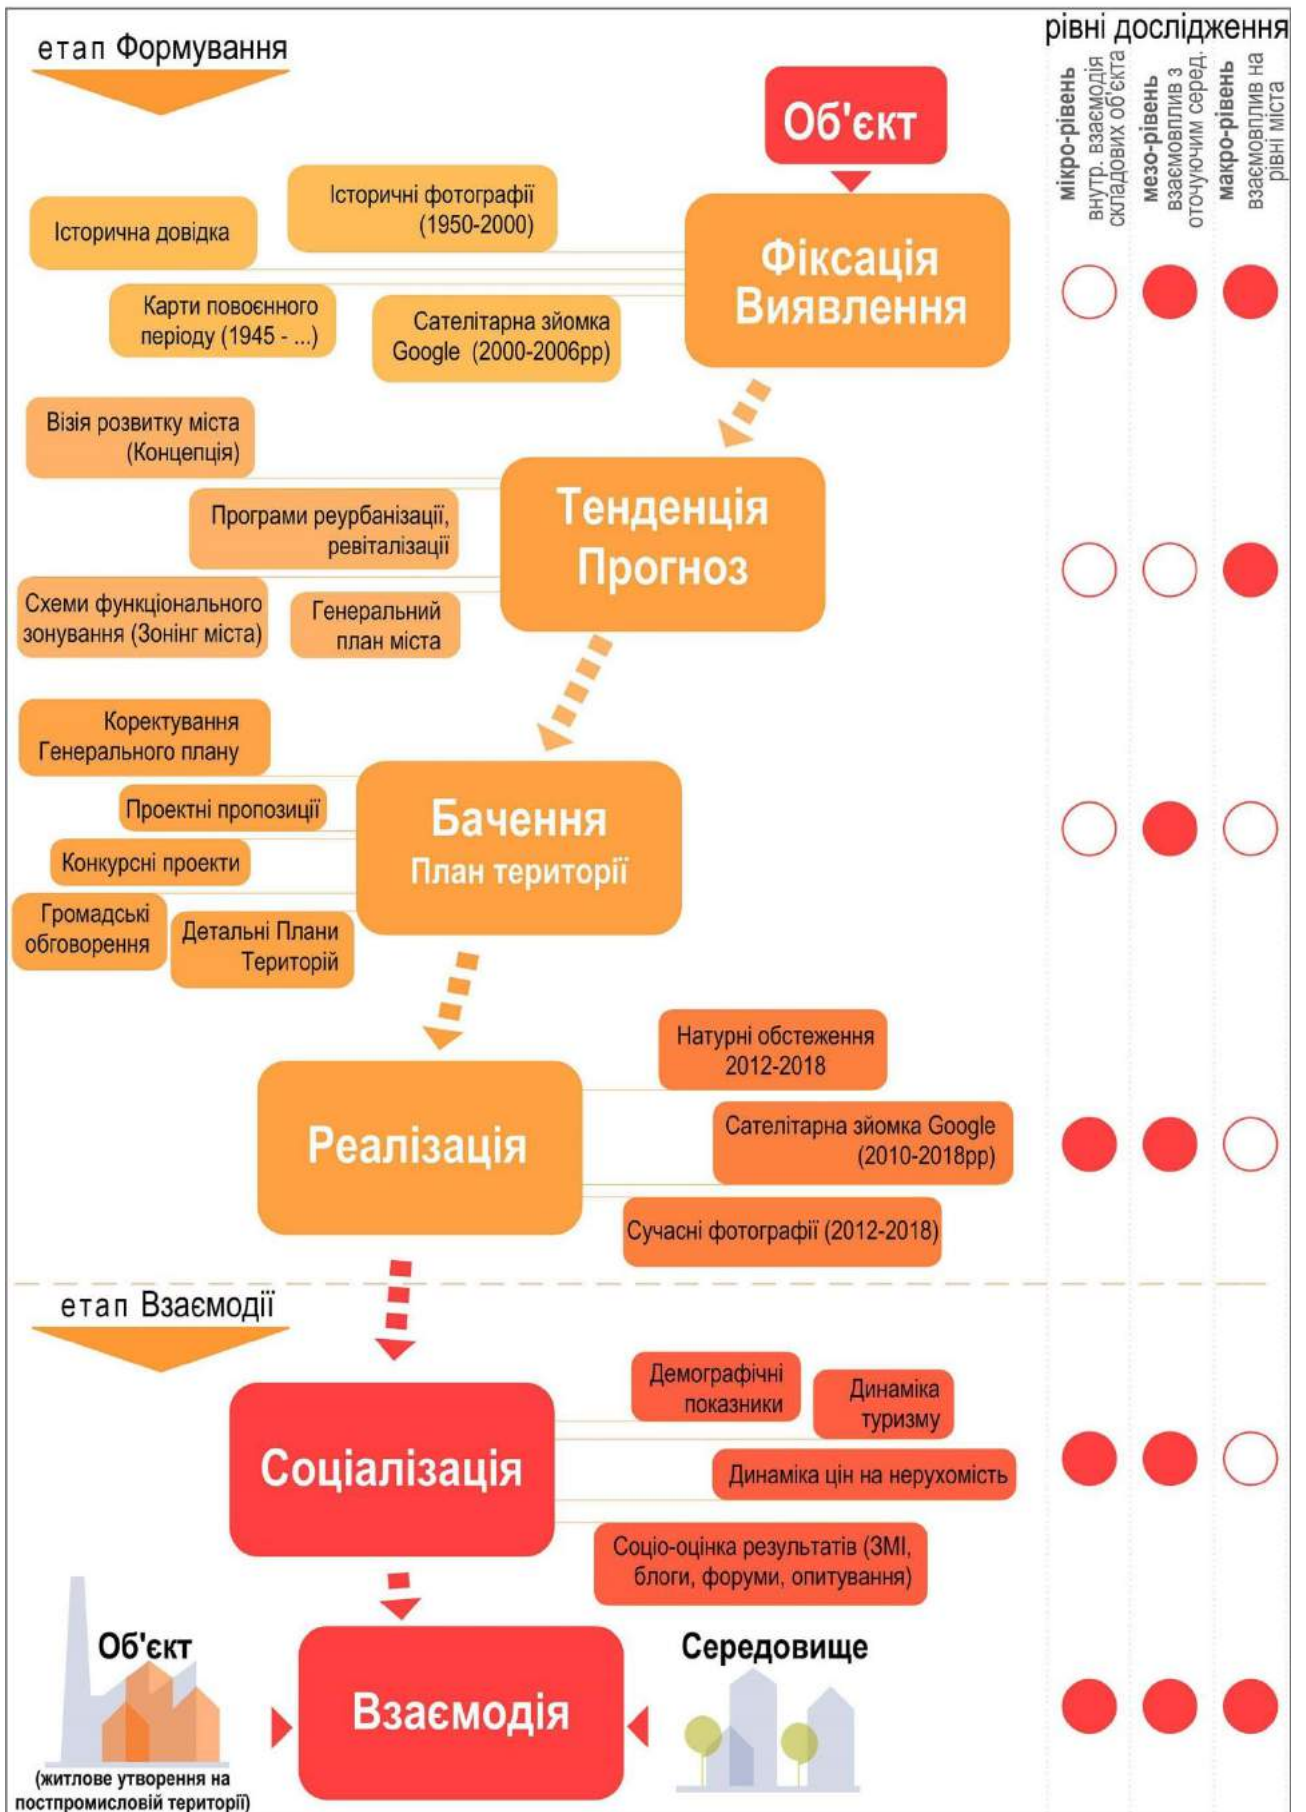 етап Формування
рівні дослідження
мікро-рівень
внутр. взаємодія
складових об'єкта
мезо-рівень
взаємовплив з
оточуючим серед.
макро-рівень
взаємовплив на
рівні міста
Об'єкт
Фіксація
Виявлення
Історичні фотографії
(1950-2000)
Історична довідка
Карти повоєнного
періоду (1945 - ...)
Сателітарна зйомка
Google (2000-2006рр)
Візія розвитку міста
(Концепція)
Тенденція
Прогноз
Програми реурбанізації,
ревіталізації
Схеми функціонального
зонування (Зонінг міста)
Генеральний
план міста
Коректування
Генерального плану
Бачення
План території
Проектні пропозиції
Конкурсні проекти
Громадські
обговорення
Детальні Плани
Територій
Реалізація
Натурні обстеження
2012-2018
Сателітарна зйомка Google
(2010-2018рр)
Сучасні фотографії (2012-2018)
етап Взаємодії
Соціалізація
Демографічні
показники
Динаміка
туризму
Динаміка цін на нерухомість
Соціо-оцінка результатів (ЗМІ,
блоги, форуми, опитування)
Об'єкт
(житлове утворення на
постпромисловій території)
Взаємодія
Середовище